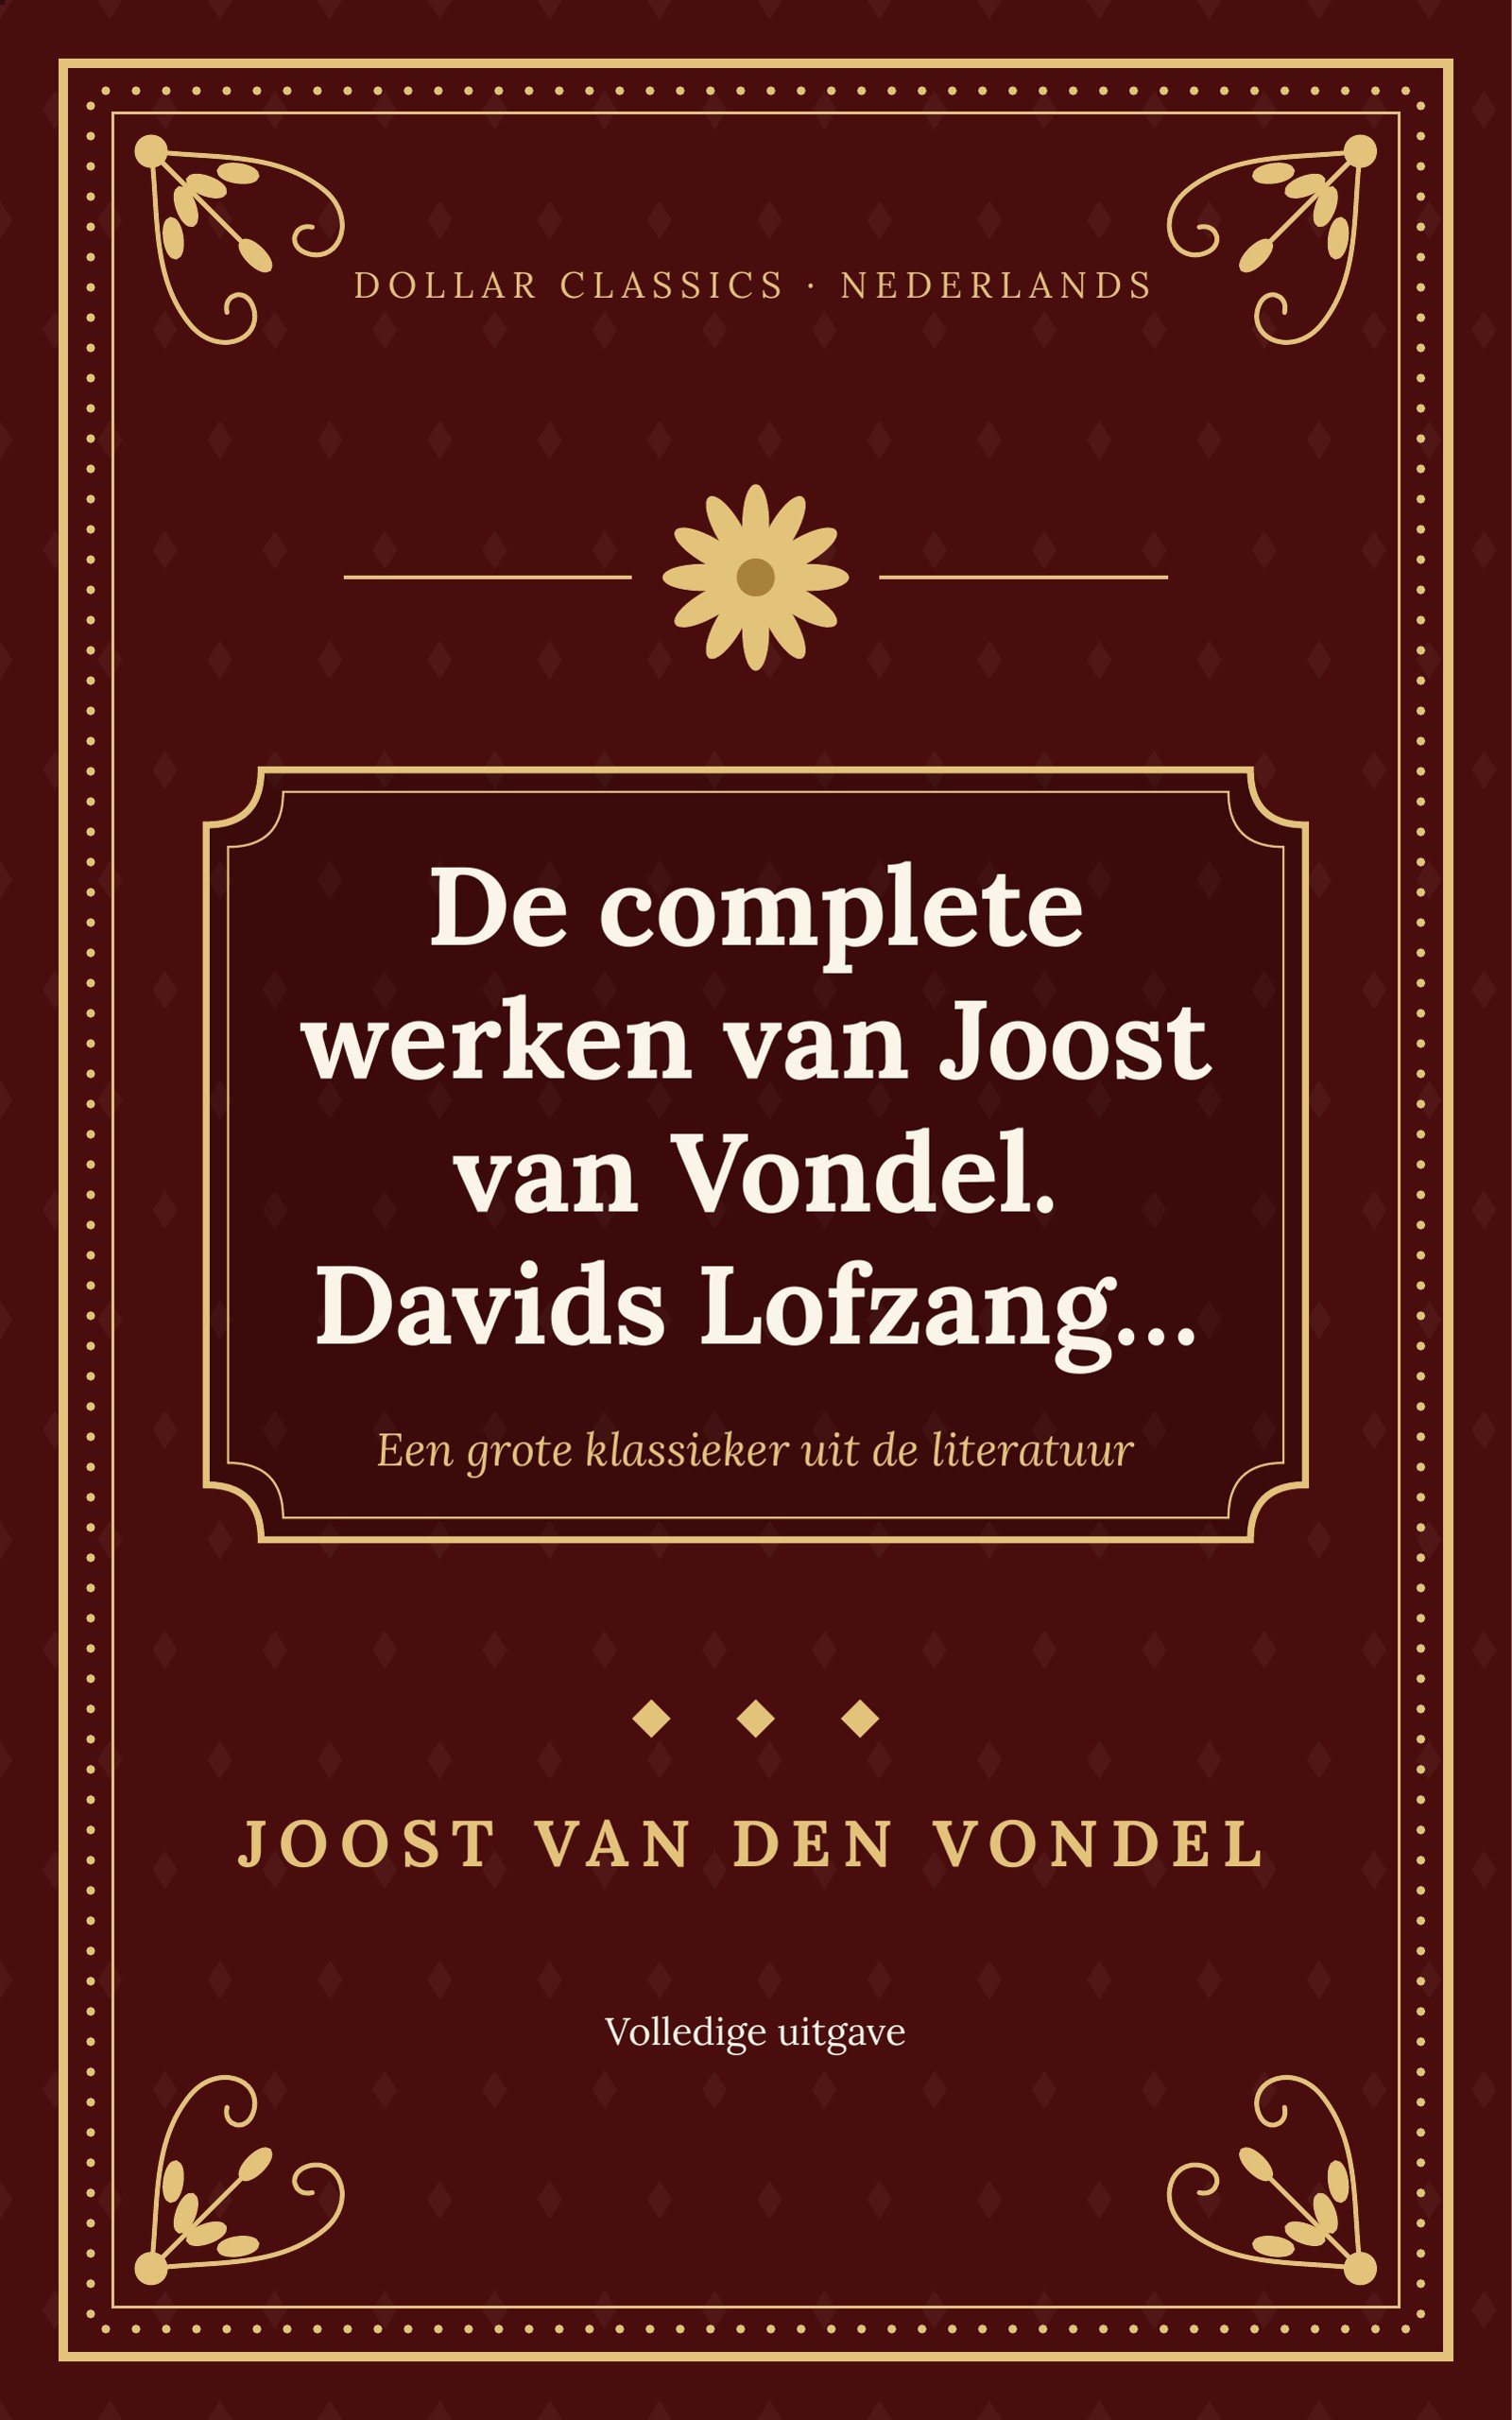 DOLLAR CLASSICS · NEDERLANDS
De complete
werken van Joost
van Vondel.
Davids Lofzang...
Een grote klassieker uit de literatuur
JOOST VAN DEN VONDEL
Volledige uitgave